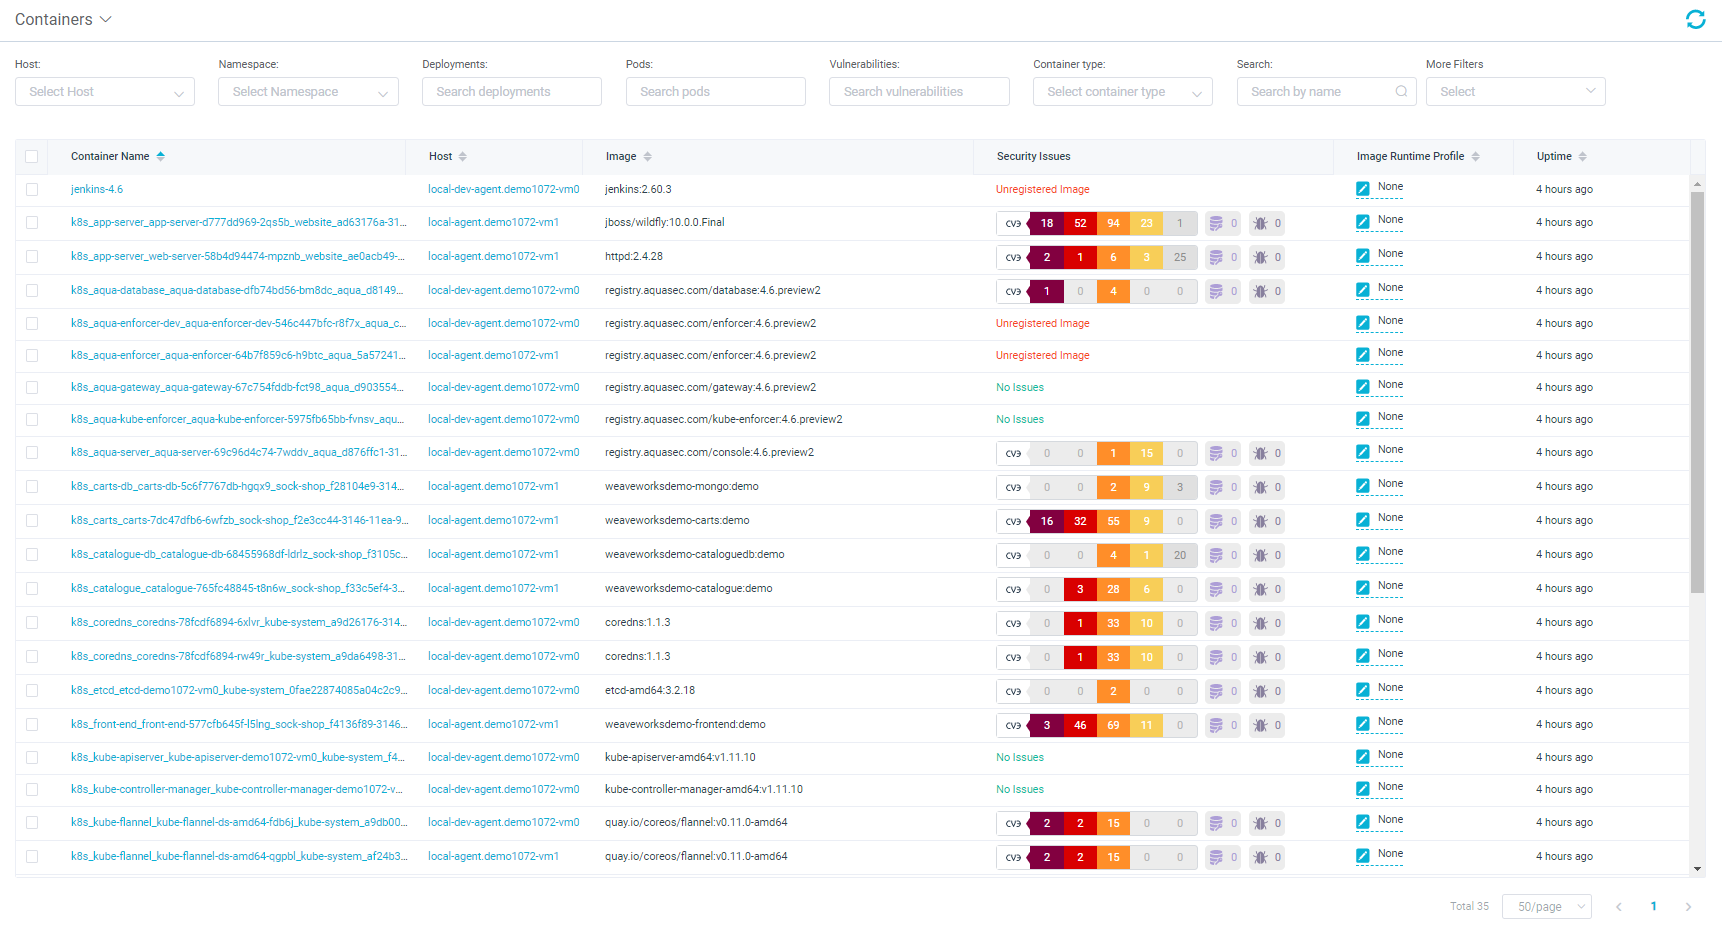 Containers
Host: Namespace: Deployments: Pods: Vulnerabilities: Container type: Search: More Filters
Select Host Select Namespace Search deployments Search pods Search vulnerabilities Select container type Search by name Select
Container Name Host Image Security Issues Image Runtime Profile Uptime
jenkins-4.6 local-dev-agent.demo1072-vm0 jenkins:2.60.3 Unregistered Image None 4 hours ago
k8s_app-server_app-server-d777dd969-2qs5b_website_ad63176a-31... local-agent.demo1072-vm1 jboss/wildfly:10.0.0.Final CVE 18 52 94 23 1 0 0 None 4 hours ago
k8s_app-server_web-server-58b4d94474-mpznb_website_ae0acb49-... local-agent.demo1072-vm1 httpd:2.4.28 CVE 2 1 6 3 25 0 0 None 4 hours ago
k8s_aqua-database_aqua-database-dfb74bd56-bm8dc_aqua_d8149... local-dev-agent.demo1072-vm0 registry.aquasec.com/database:4.6.preview2 CVE 1 0 4 0 0 0 0 None 4 hours ago
k8s_aqua-enforcer-dev_aqua-enforcer-dev-546c447bfc-r8f7x_aqua_c... local-dev-agent.demo1072-vm0 registry.aquasec.com/enforcer:4.6.preview2 Unregistered Image None 4 hours ago
k8s_aqua-enforcer_aqua-enforcer-64b7f859c6-h9btc_aqua_5a57241... local-agent.demo1072-vm1 registry.aquasec.com/enforcer:4.6.preview2 Unregistered Image None 4 hours ago
k8s_aqua-gateway_aqua-gateway-67c754fddb-fct98_aqua_d903554... local-dev-agent.demo1072-vm0 registry.aquasec.com/gateway:4.6.preview2 No Issues None 4 hours ago
k8s_aqua-kube-enforcer_aqua-kube-enforcer-5975fb65bb-fvnsv_aqu... local-dev-agent.demo1072-vm0 registry.aquasec.com/kube-enforcer:4.6.preview2 No Issues None 4 hours ago
k8s_aqua-server_aqua-server-69c96d4c74-7wddv_aqua_d876ffc1-31... local-dev-agent.demo1072-vm0 registry.aquasec.com/console:4.6.preview2 CVE 0 0 1 15 0 0 0 None 4 hours ago
k8s_carts-db_carts-db-5c6f7767db-hgqx9_sock-shop_f28104e9-314... local-agent.demo1072-vm1 weaveworksdemo-mongo:demo CVE 0 0 2 9 3 0 0 None 4 hours ago
k8s_carts_carts-7dc47dfb6-6wfzb_sock-shop_f2e3cc44-3146-11ea-9... local-agent.demo1072-vm1 weaveworksdemo-carts:demo CVE 16 32 55 9 0 0 0 None 4 hours ago
k8s_catalogue-db_catalogue-db-68455968df-ldrlz_sock-shop_f3105c... local-agent.demo1072-vm1 weaveworksdemo-cataloguedb:demo CVE 0 0 4 1 20 0 0 None 4 hours ago
k8s_catalogue_catalogue-765fc48845-t8n6w_sock-shop_f33c5ef4-3... local-agent.demo1072-vm1 weaveworksdemo-catalogue:demo CVE 0 3 28 6 0 0 0 None 4 hours ago
k8s_coredns_coredns-78fcdf6894-6xlvr_kube-system_a9d26176-314... local-dev-agent.demo1072-vm0 coredns:1.1.3 CVE 0 1 33 10 0 0 0 None 4 hours ago
k8s_coredns_coredns-78fcdf6894-rw49r_kube-system_a9da6498-31... local-dev-agent.demo1072-vm0 coredns:1.1.3 CVE 0 1 33 10 0 0 0 None 4 hours ago
k8s_etcd_etcd-demo1072-vm0_kube-system_0fae22874085a04c2c9... local-dev-agent.demo1072-vm0 etcd-amd64:3.2.18 CVE 0 0 2 0 0 0 0 None 4 hours ago
k8s_front-end_front-end-577cfb645f-l5lng_sock-shop_f4136f89-3146... local-agent.demo1072-vm1 weaveworksdemo-frontend:demo CVE 3 46 69 11 0 0 0 None 4 hours ago
k8s_kube-apiserver_kube-apiserver-demo1072-vm0_kube-system_f4... local-dev-agent.demo1072-vm0 kube-apiserver-amd64:v1.11.10 No Issues None 4 hours ago
k8s_kube-controller-manager_kube-controller-manager-demo1072-v... local-dev-agent.demo1072-vm0 kube-controller-manager-amd64:v1.11.10 No Issues None 4 hours ago
k8s_kube-flannel_kube-flannel-ds-amd64-fdb6j_kube-system_a9db00... local-dev-agent.demo1072-vm0 quay.io/coreos/flannel:v0.11.0-amd64 CVE 2 2 15 0 0 0 0 None 4 hours ago
k8s_kube-flannel_kube-flannel-ds-amd64-qgpbl_kube-system_af24b3... local-agent.demo1072-vm1 quay.io/coreos/flannel:v0.11.0-amd64 CVE 2 2 15 0 0 0 0 None 4 hours ago
Total 35 50/page 1